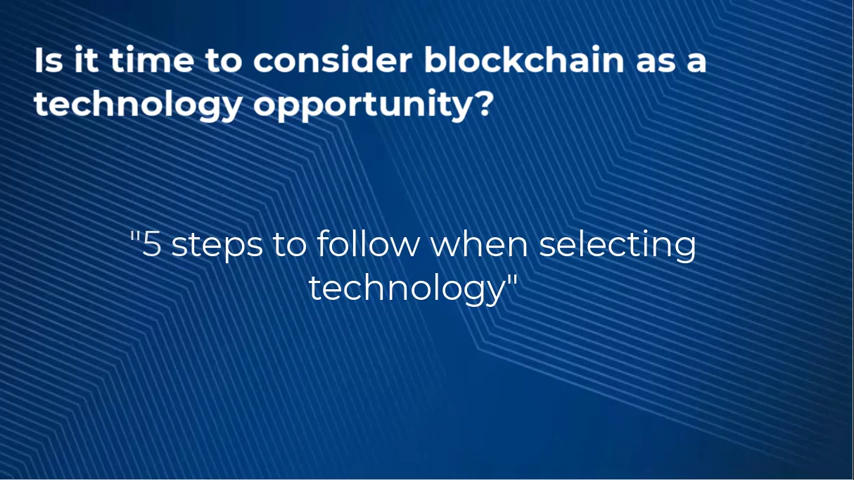 Is it time to consider blockchain as a
technology opportunity?
"5 steps to follow when selecting
technology"